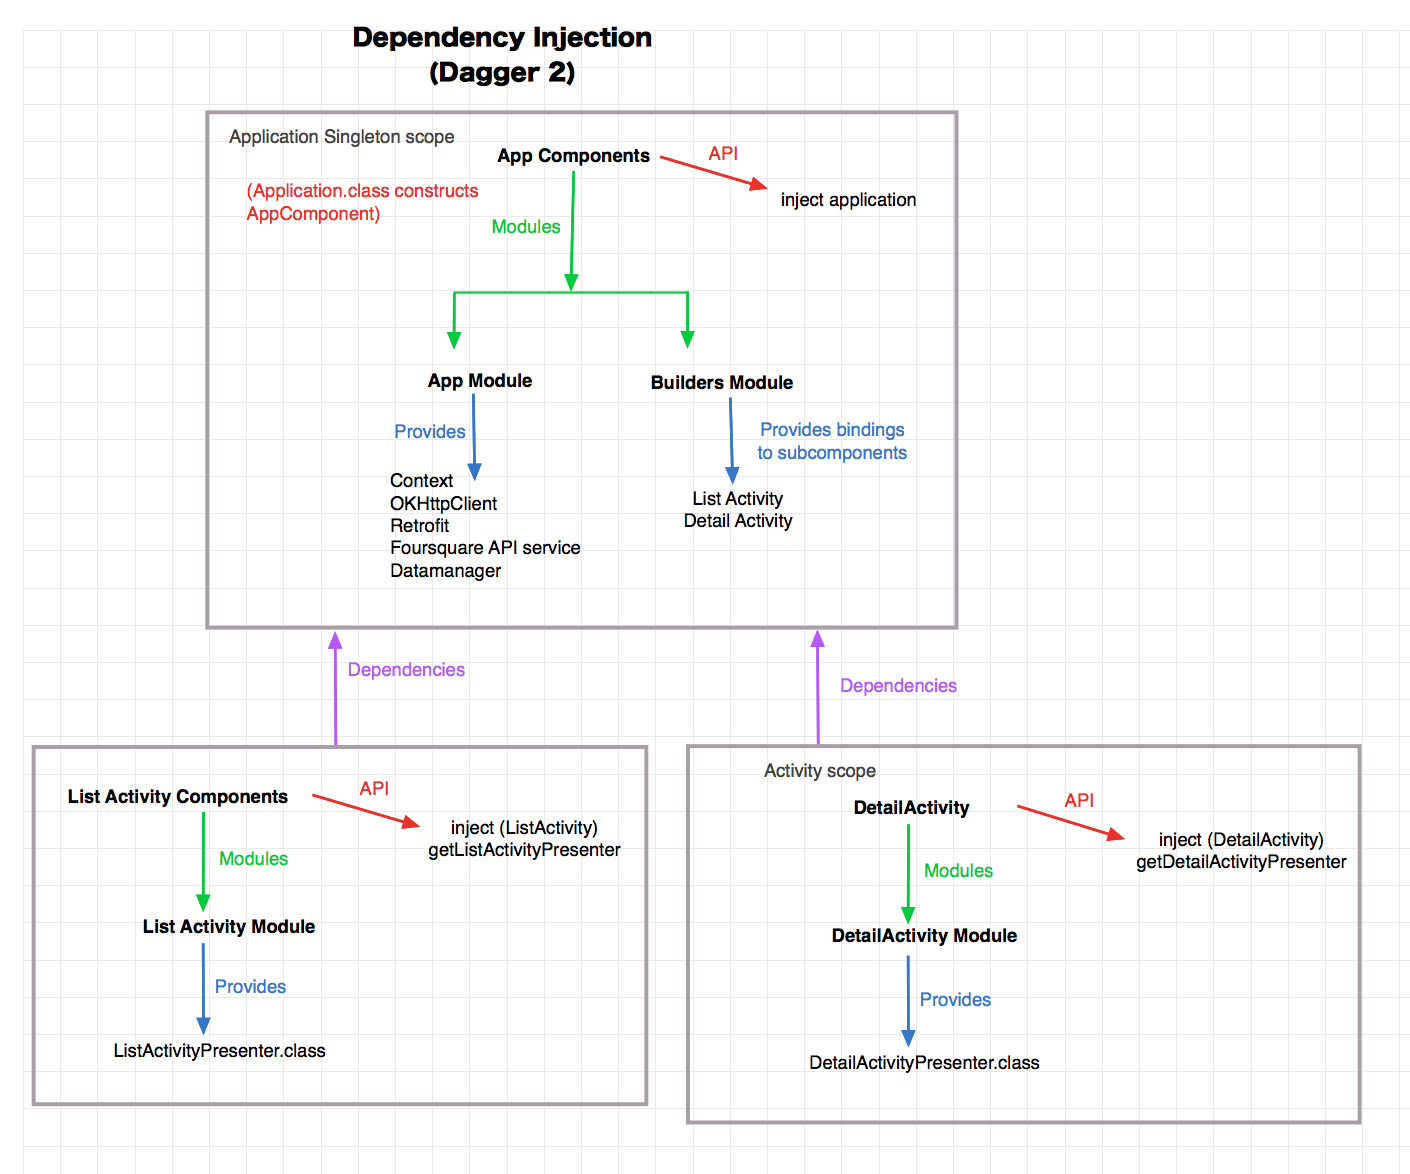 Dependency Injection
(Dagger 2)
Application Singleton scope
App Components
API
(Application.class constructs
AppComponent)
inject application
Modules
App Module
Builders Module
Provides
Provides bindings
to subcomponents
Context
OKHttpClient
Retrofit
Foursquare API service
Datamanager
List Activity
Detail Activity
Dependencies
Dependencies
List Activity Components
API
inject (ListActivity)
getListActivityPresenter
Modules
List Activity Module
Provides
ListActivityPresenter.class
Activity scope
DetailActivity
API
inject (DetailActivity)
getDetailActivityPresenter
Modules
DetailActivity Module
Provides
DetailActivityPresenter.class